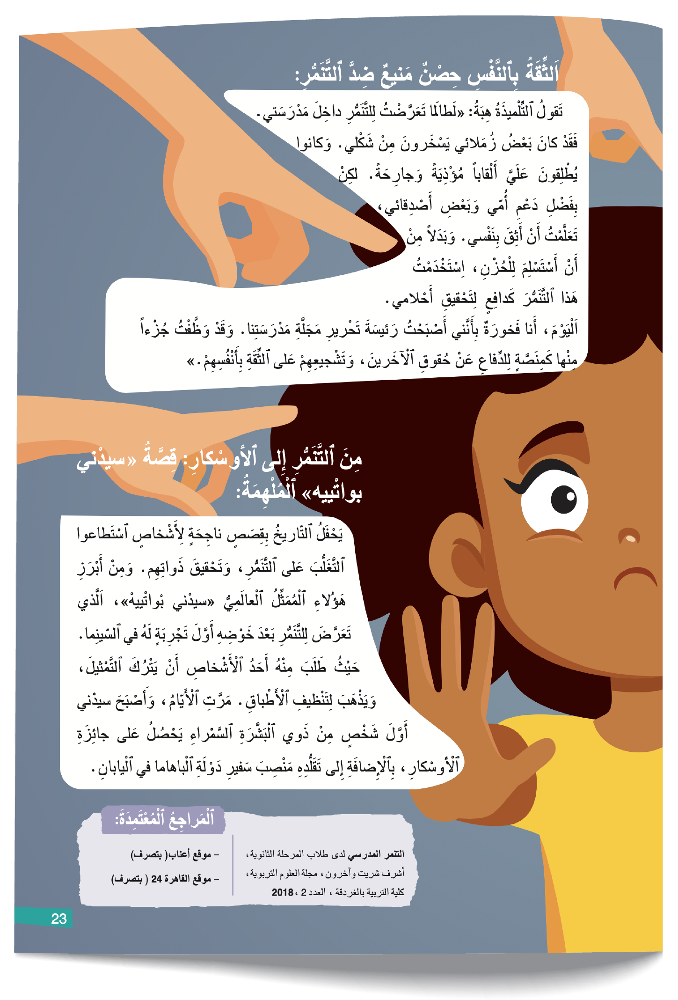 اَلثِّقَةُ بِٱلنَّفْسِ حِصْنٌ مَنيعٌ ضِدَّ ٱلتَّنَمُّرِ:
تَقولُ ٱلتِّلْميذَةُ هِبَةُ: «لَطالَمَا تَعَرَّضْتُ لِلتَّنَمُّرِ داخِلَ مَدْرَسَتي.
فَقَدْ كانَ بَعْضُ زُمَلائي يَسْخَرونَ مِنْ شَكْلي. وَكانوا
يُطْلِقونَ عَلَيَّ أَلْقاباً مُؤْذِيَةً وَجارِحَةً. لكِنْ
بِفَضْلِ دَعْمِ أُمّي وَبَعْضِ أَصْدِقائي،
تَعَلَّمْتُ أَنْ أَثِقَ بِنَفْسي. وَبَدَلاً مِنْ
أَنْ أَسْتَسْلِمَ لِلْحُزْنِ، اِسْتَخْدَمْتُ
هَذا ٱلتَّنَمُّرَ كَدافِعٍ لِتَحْقيقِ أَحْلامي.
اَلْيَوْمَ، أَنا فَخورَةٌ بِأَنَّني أَصْبَحْتُ رَئيسَةَ تَحْريرِ مَجَلَّةِ مَدْرَسَتِنا. وَقَدْ وَظَّفْتُ جُزْءاً
مِنْها كَمِنَصَّةٍ لِلدِّفاعِ عَنْ حُقوقِ ٱلْآخَرينَ، وَتَشْجيعِهِمْ عَلى ٱلثِّقَةِ بِأَنْفُسِهِمْ.»
مِنَ ٱلتَّنَمُّرِ إِلى ٱلأوسْكارِ: قِصَّةُ «سيدْني
بواتْييه» ٱلْمُلْهِمَةُ:
يَحْفَلُ ٱلتّاريخُ بِقِصَصٍ ناجِحَةٍ لِأَشْخاصٍ ٱسْتَطاعوا
ٱلتَّغَلُّبَ عَلى ٱلتَّنَمُّرِ، وَتَحْقيقَ ذَواتِهِم. وَمِنْ أَبْرَزِ
هَؤُلاءِ ٱلْمُمَثِّلُ ٱلْعالَمِيُّ «سيدْني بْواتْييهْ»، اَلَّذي
تَعَرَّضَ لِلتَّنَمُّرِ بَعْدَ خَوْضِهِ أَوَّلَ تَجْرِبَةٍ لَهُ في ٱلسّينِما.
حَيْثُ طَلَبَ مِنْهُ أَحَدُ ٱلْأَشْخاصِ أَنْ يَتْرُكَ ٱلتَّمْثيلَ،
وَيَذْهَبَ لِتَنْظيفِ ٱلْأَطْباقِ. مَرَّتِ ٱلْأَيّامُ، وَأَصْبَحَ سيدْني
أَوَّلَ شَخْصٍ مِنْ ذَوي ٱلْبَشَّرَةِ ٱلسَّمْراءِ يَحْصُلُ عَلى جائِزَةِ
ٱلْأوسْكارِ، بِٱلْإِضافَةِ إِلى تَقَلُّدِهِ مَنْصِبَ سَفيرِ دَوْلَةِ ٱلْباهاما في ٱلْيابانِ.
ٱلْمَراجِعُ ٱلْمُعْتَمِدَةَ:
التنمر المدرسي لدى طلاب المرحلة الثانوية،
أشرف شريت وآخرون، مجلة العلوم التربوية،
كلية التربية بالغردقة ، العدد 2 ،2018
- موقع أعناب( بتصرف)
- موقع القاهرة 24 ( بتصرف)
23